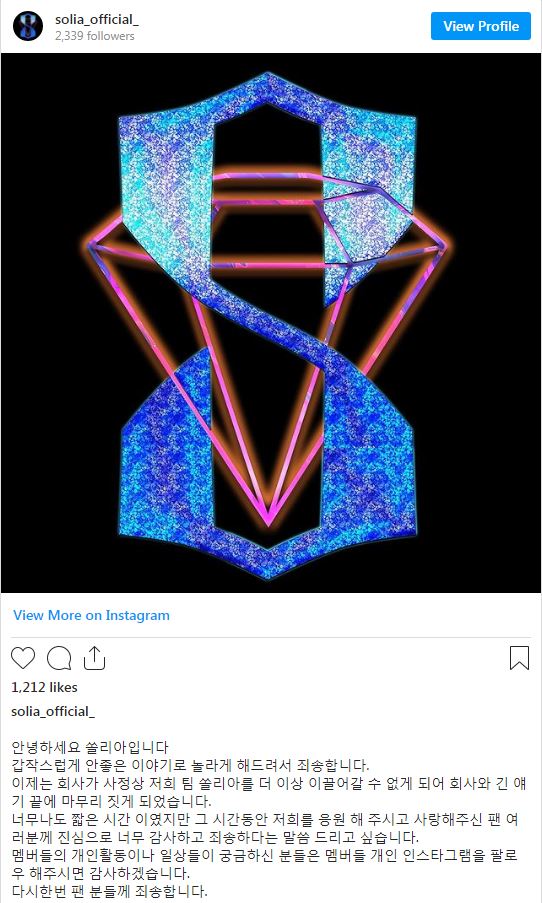 solia_official_
2,339 followers
View Profile
View More on Instagram
1,212 likes
solia_official_
안녕하세요 쏠리아입니다
갑작스럽게 안좋은 이야기로 놀라게 해드려서 죄송합니다.
이제는 회사가 사정상 저희 팀 쏠리아를 더 이상 이끌어갈 수 없게 되어 회사와 긴 얘
기 끝에 마무리 짓게 되었습니다.
너무나도 짧은 시간 이였지만 그 시간동안 저희를 응원 해 주시고 사랑해주신 팬 여
러분께 진심으로 너무 감사하고 죄송하다는 말씀 드리고 싶습니다.
멤버들의 개인활동이나 일상들이 궁금하신 분들은 멤버들 개인 인스타그램을 팔로
우 해주시면 감사하겠습니다.
다시한번 팬 분들께 죄송합니다.